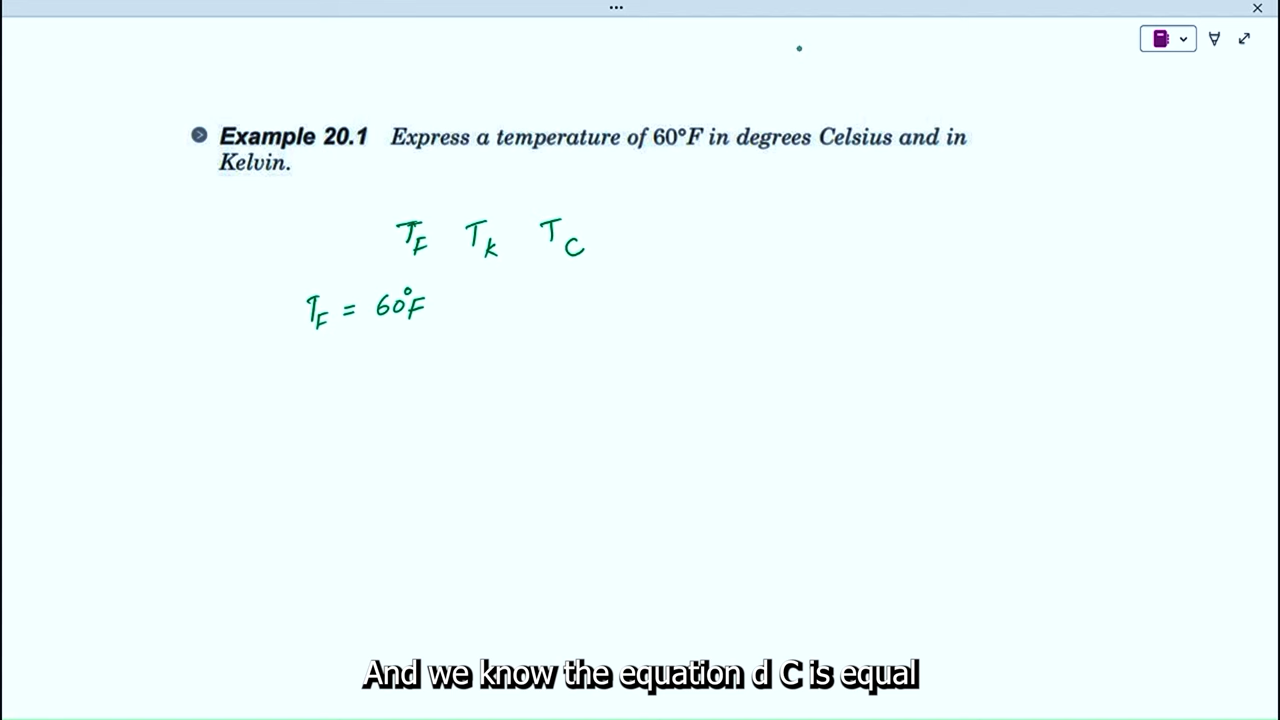 Example 20.1 Express a temperature of 60°F in degrees Celsius and in
Kelvin.
T_F T_K T_C
T_F = 60°F
And we know the equation d C is equal